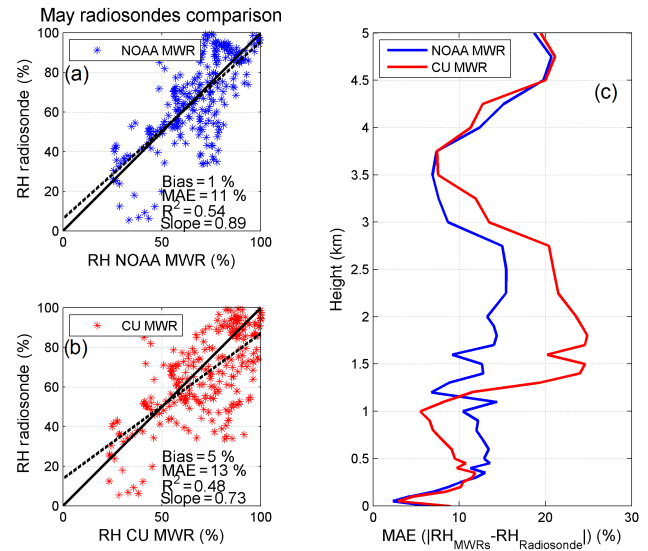 May radiosondes comparison
100
80
60
40
20
0
0
50
100
RH radiosonde (%)
RH NOAA MWR (%)
NOAA MWR
(a)
Bias = 1 %
MAE = 11 %
R² = 0.54
Slope = 0.89
100
80
60
40
20
0
0
50
100
RH radiosonde (%)
RH CU MWR (%)
CU MWR
(b)
Bias = 5 %
MAE = 13 %
R² = 0.48
Slope = 0.73
5
4.5
4
3.5
3
2.5
2
1.5
1
0.5
0
0
10
20
30
Height (km)
MAE (|RH_MWRs-RH_Radiosonde|) (%)
NOAA MWR
CU MWR
(c)